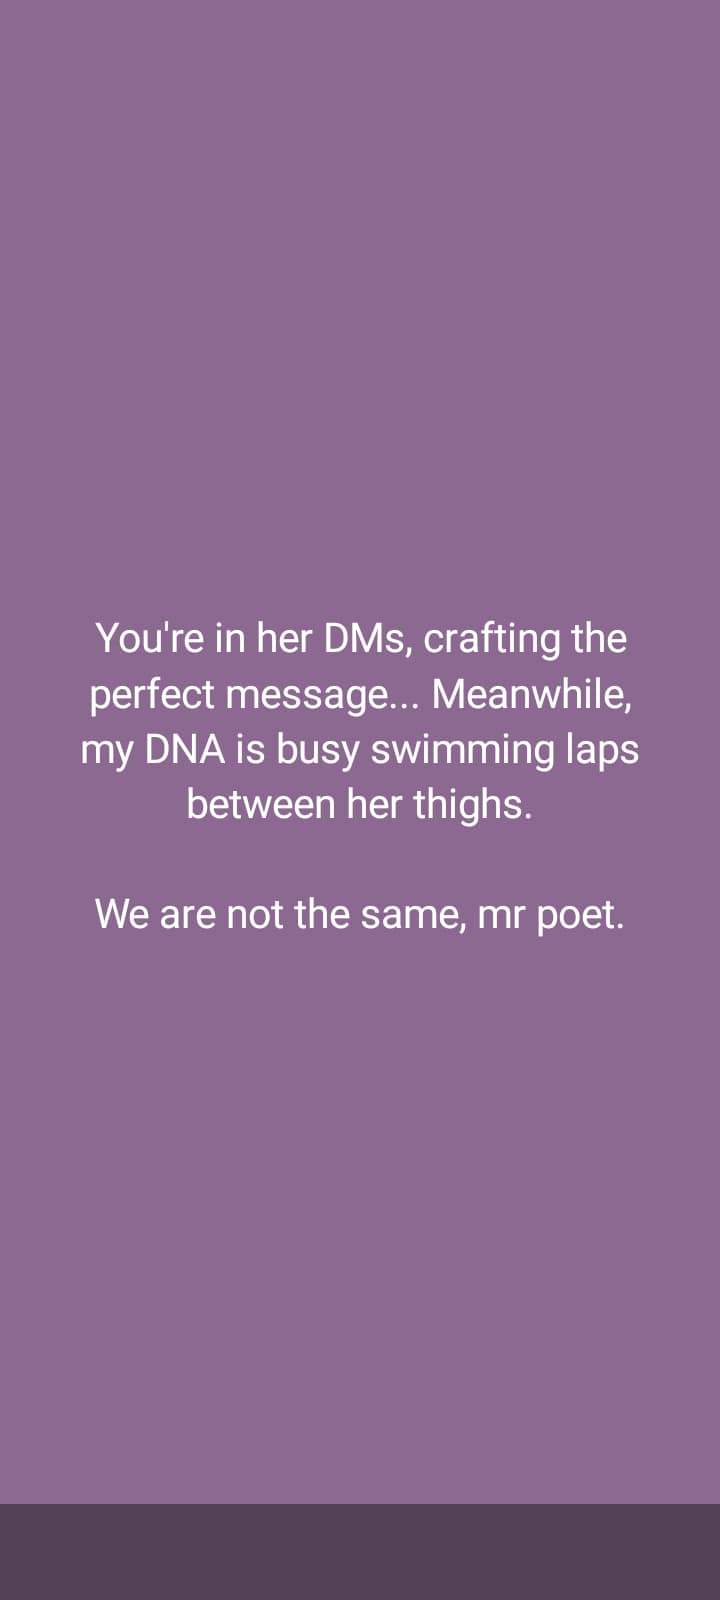 You're in her DMs, crafting the
perfect message... Meanwhile,
my DNA is busy swimming laps
between her thighs.
We are not the same, mr poet.